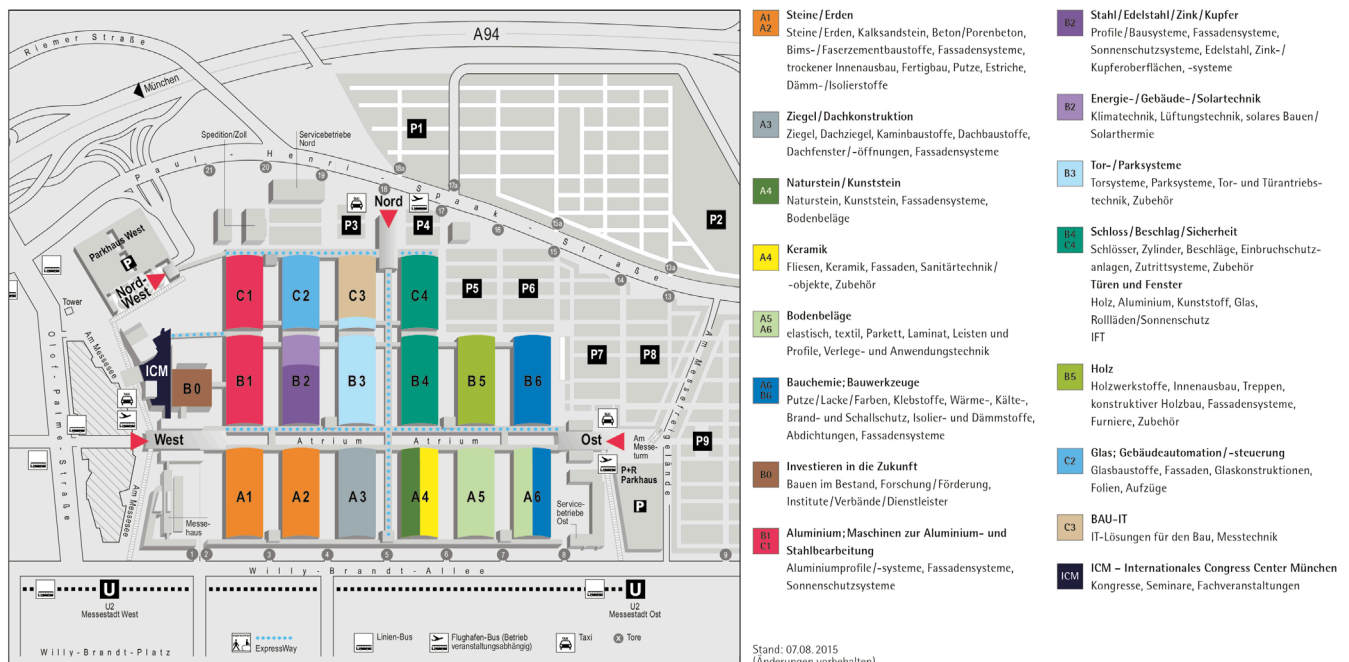 A94
Riemer Straße
München
Spedition/Zoll
Servicebetriebe
Nord
Paul-Henri-Spaak-Straße
P1
P2
21
20
19
18
18a
17a
17
16
15a
15
14
13
12a
Nord
P3
P4
Parkhaus West
P
Nord-
West
Tower
Am Messesee
Olof-Palme-Straße
C1
C2
C3
C4
P5
P6
P7
P8
P9
ICM
B0
B1
B2
B3
B4
B5
B6
West
Atrium
Atrium
Ost
Am
Messe-
turm
Am Messefreigelände
P+R
Parkhaus
P
A1
A2
A3
A4
A5
A6
Am Messesee
Messe-
haus
Service-
betriebe
Ost
1
2
3
4
5
6
7
8
9
Willy-Brandt-Allee
U
U2
Messestadt West
U
U2
Messestadt Ost
Willy-Brandt-Platz
ExpressWay
Linien-Bus
Flughafen-Bus (Betrieb
veranstaltungsabhängig)
Taxi
X Tore
A1
A2
Steine/Erden
Steine/Erden, Kalksandstein, Beton/Porenbeton,
Bims-/Faserzementbaustoffe, Fassadensysteme,
trockener Innenausbau, Fertigbau, Putze, Estriche,
Dämm-/Isolierstoffe
A3
Ziegel/Dachkonstruktion
Ziegel, Dachziegel, Kaminbaustoffe, Dachbaustoffe,
Dachfenster/-öffnungen, Fassadensysteme
A4
Naturstein/Kunststein
Naturstein, Kunststein, Fassadensysteme,
Bodenbeläge
A4
Keramik
Fliesen, Keramik, Fassaden, Sanitärtechnik/
-objekte, Zubehör
A5
A6
Bodenbeläge
elastisch, textil, Parkett, Laminat, Leisten und
Profile, Verlege- und Anwendungstechnik
A6
B6
Bauchemie; Bauwerkzeuge
Putze/Lacke/Farben, Klebstoffe, Wärme-, Kälte-,
Brand- und Schallschutz, Isolier- und Dämmstoffe,
Abdichtungen, Fassadensysteme
B0
Investieren in die Zukunft
Bauen im Bestand, Forschung/Förderung,
Institute/Verbände/Dienstleister
B1
C1
Aluminium; Maschinen zur Aluminium- und
Stahlbearbeitung
Aluminiumprofile/-systeme, Fassadensysteme,
Sonnenschutzsysteme
B2
Stahl/Edelstahl/Zink/Kupfer
Profile/Bausysteme, Fassadensysteme,
Sonnenschutzsysteme, Edelstahl, Zink-/
Kupferoberflächen, -systeme
B2
Energie-/Gebäude-/Solartechnik
Klimatechnik, Lüftungstechnik, solares Bauen/
Solarthermie
B3
Tor-/Parksysteme
Torsysteme, Parksysteme, Tor- und Türantriebs-
technik, Zubehör
B4
C4
Schloss/Beschlag/Sicherheit
Schlösser, Zylinder, Beschläge, Einbruchschutz-
anlagen, Zutrittsysteme, Zubehör
Türen und Fenster
Holz, Aluminium, Kunststoff, Glas,
Rollläden/Sonnenschutz
IFT
B5
Holz
Holzwerkstoffe, Innenausbau, Treppen,
konstruktiver Holzbau, Fassadensysteme,
Furniere, Zubehör
C2
Glas; Gebäudeautomation/-steuerung
Glasbaustoffe, Fassaden, Glaskonstruktionen,
Folien, Aufzüge
C3
BAU-IT
IT-Lösungen für den Bau, Messtechnik
ICM
ICM – Internationales Congress Center München
Kongresse, Seminare, Fachveranstaltungen
Stand: 07.08.2015
(Änderungen vorbehalten)